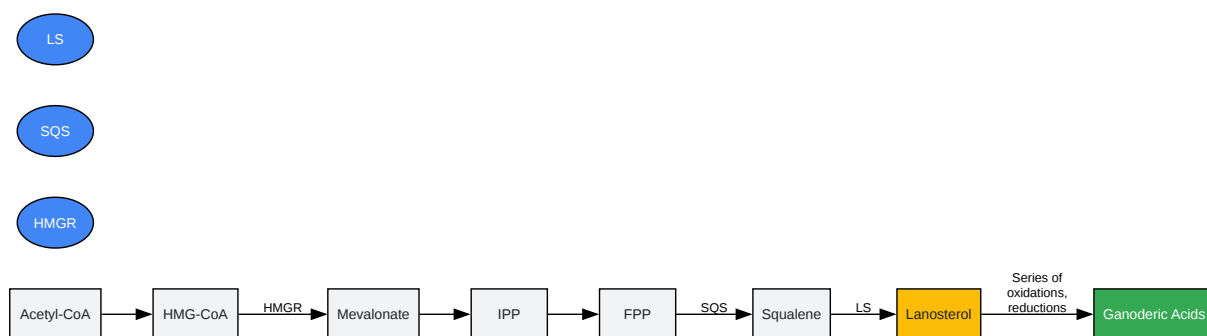 LS
SQS
HMGR
Series of
oxidations,
reductions
HMGR
SQS
LS
Acetyl-CoA
HMG-CoA
Mevalonate
IPP
FPP
Squalene
Lanosterol
Ganoderic Acids